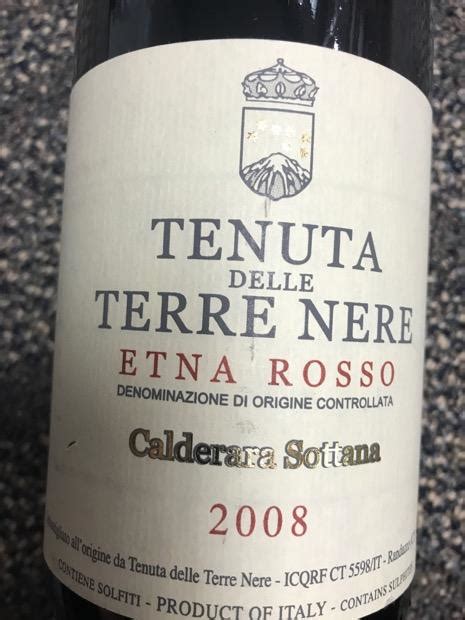 TENUTA
DELLE
TERRE NERE
ETNA ROSSO
DENOMINAZIONE DI ORIGINE CONTROLLATA
Calderara Sottana
2008
all'origine da Tenuta delle Terre Nere - ICQRF CT 5598/IT -
CONTIENE SOLFITI - PRODUCT OF ITALY - CONTAINS